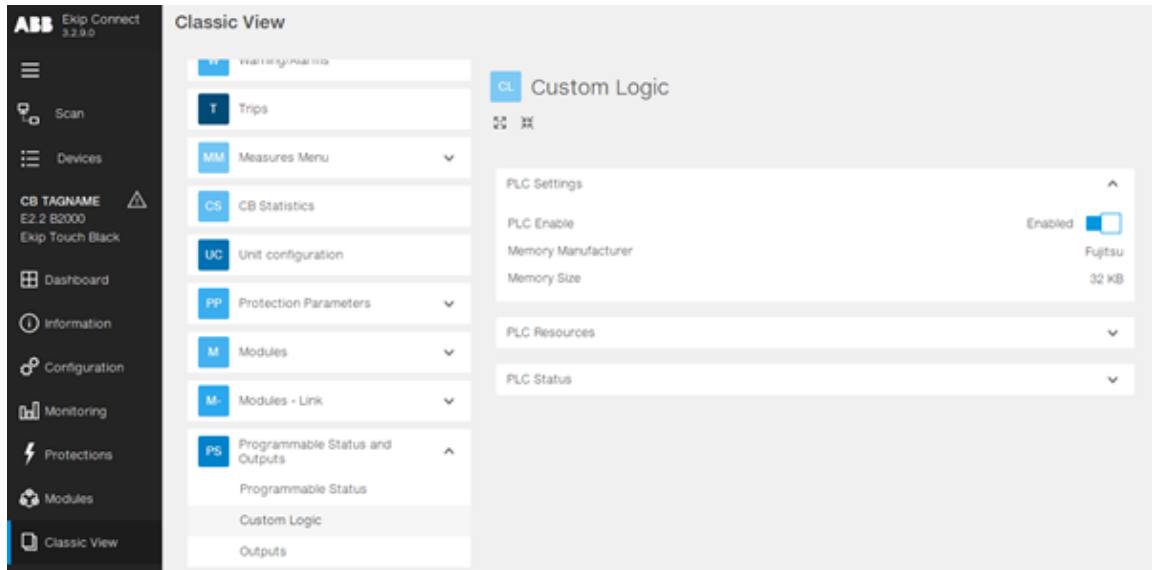 ABB Ekip Connect
3.2.9.0
Classic View
Scan
Devices
CB TAGNAME
E2.2 B2000
Ekip Touch Black
Dashboard
Information
Configuration
Monitoring
Protections
Modules
Classic View
W Warning/Alarms
T Trips
MM Measures Menu
CS CB Statistics
UC Unit configuration
PP Protection Parameters
M Modules
M- Modules - Link
PS Programmable Status and
Outputs
Programmable Status
Custom Logic
Outputs
CL Custom Logic
PLC Settings
PLC Enable Enabled
Memory Manufacturer Fujitsu
Memory Size 32 KB
PLC Resources
PLC Status